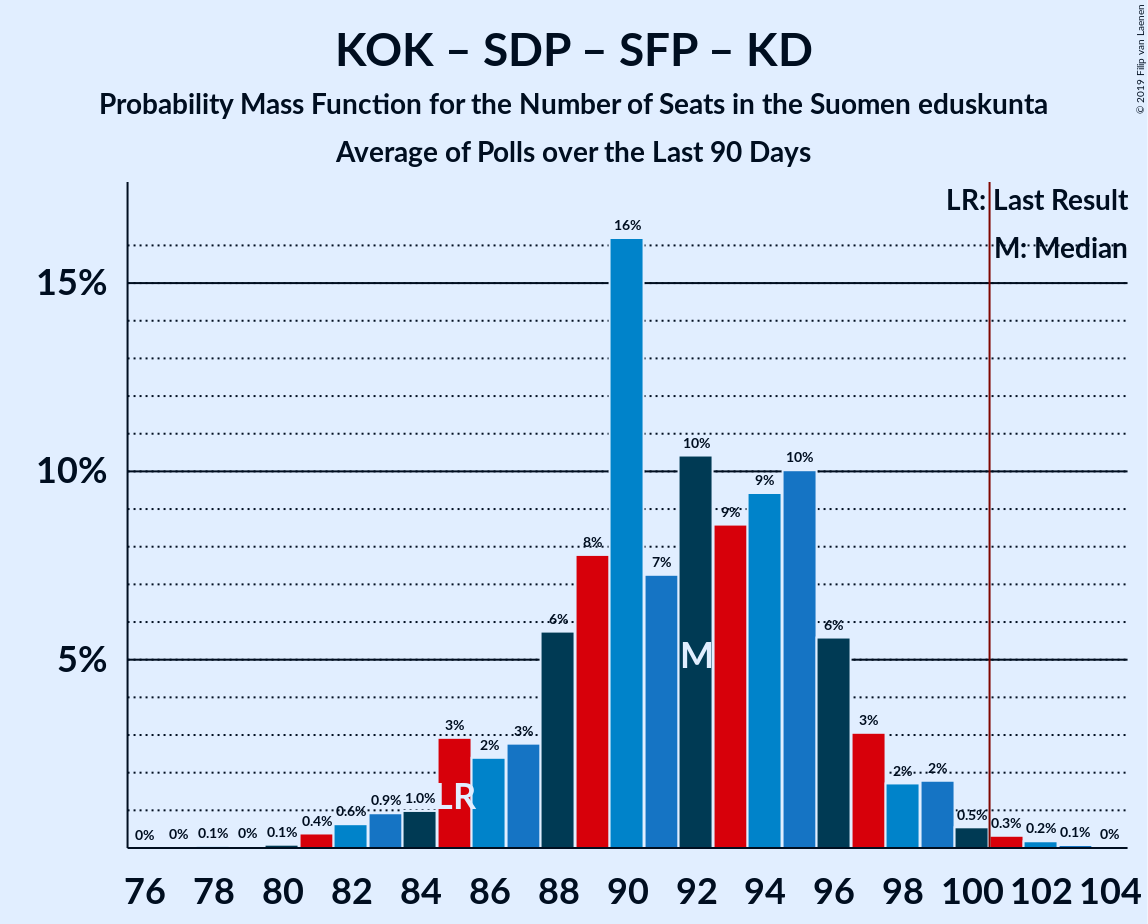 KOK – SDP – SFP – KD
Probability Mass Function for the Number of Seats in the Suomen eduskunta
Average of Polls over the Last 90 Days
© 2019 Filip van Laenen
LR: Last Result
M: Median
15%
10%
5%
0% 0% 0.1% 0% 0.1% 0.4% 0.6% 0.9% 1.0% 3% 2% 3% 6% 8% 16% 7% 10% 9% 9% 10% 6% 3% 2% 2% 0.5% 0.3% 0.2% 0.1% 0%
LR
M
76 78 80 82 84 86 88 90 92 94 96 98 100 102 104